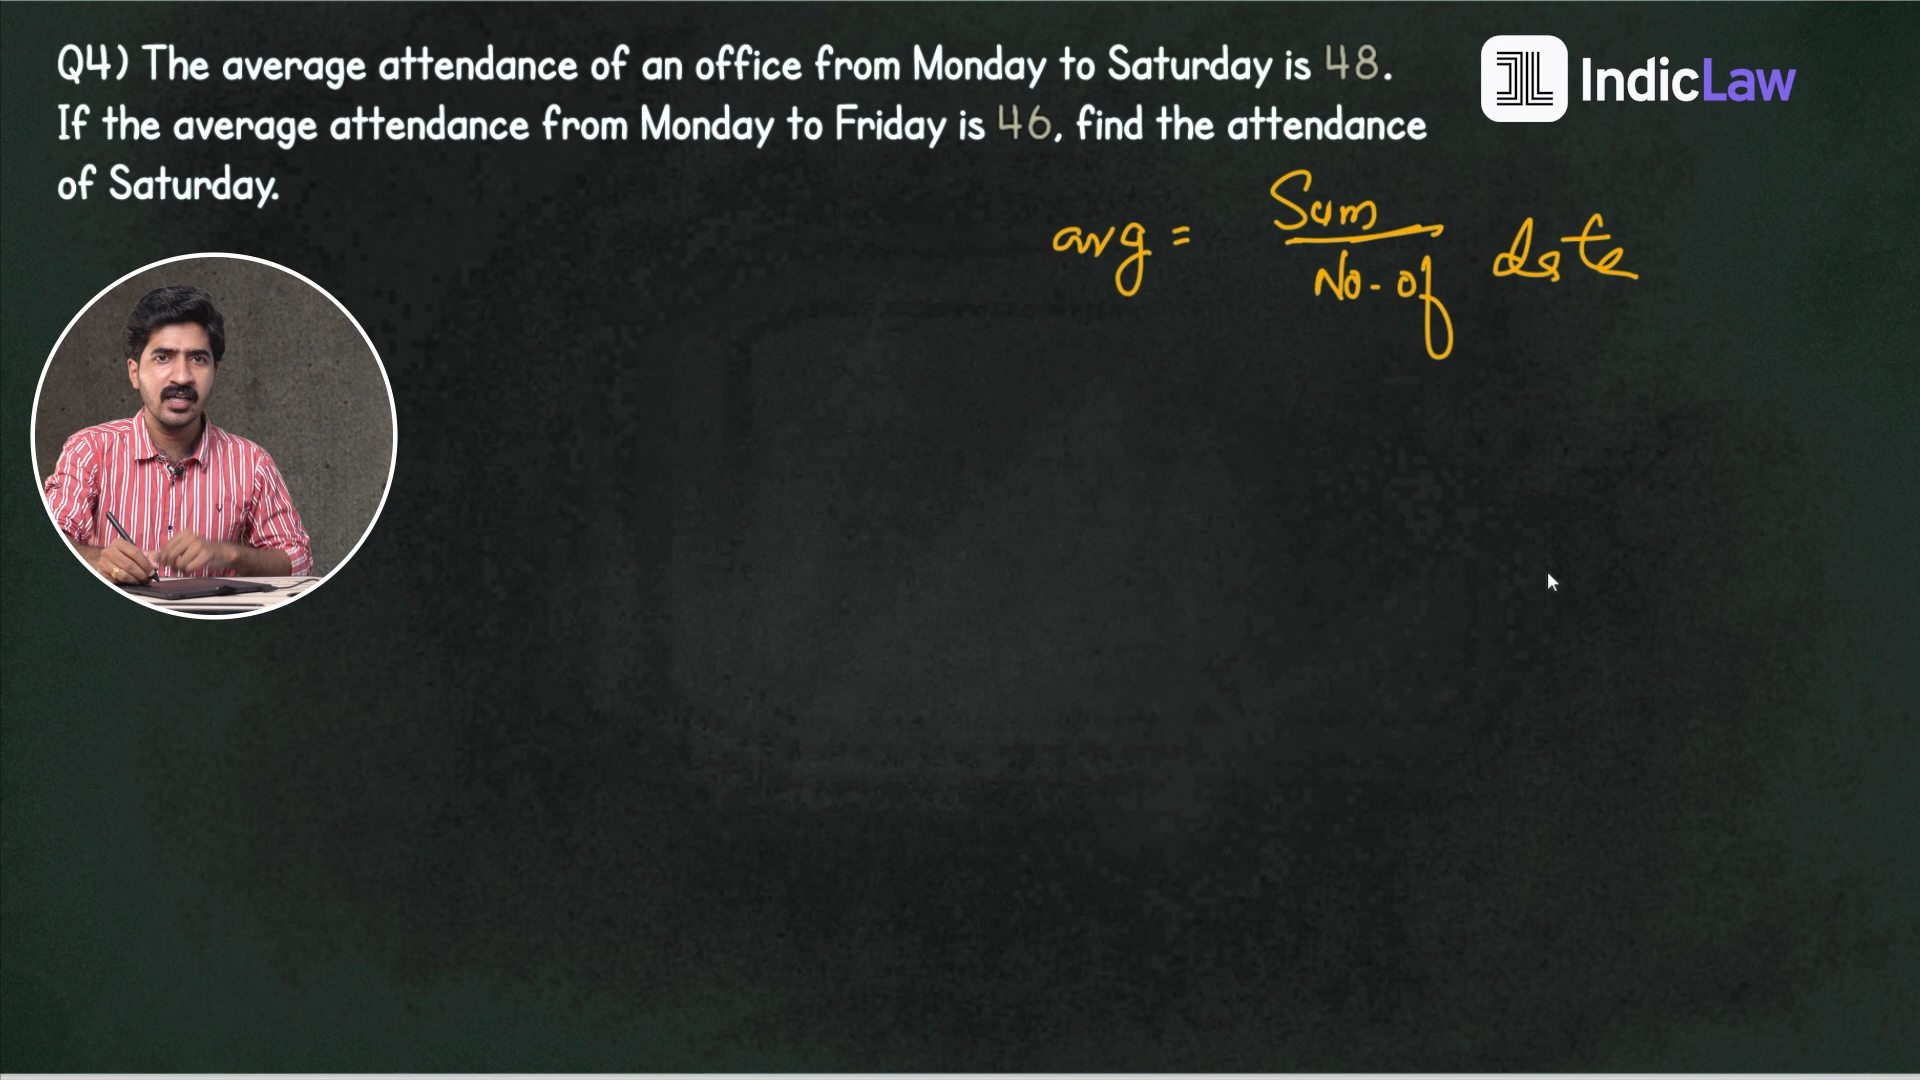 Q4) The average attendance of an office from Monday to Saturday is 48.
If the average attendance from Monday to Friday is 46, find the attendance
of Saturday.
IndicLaw
avg = Sum
No. of data